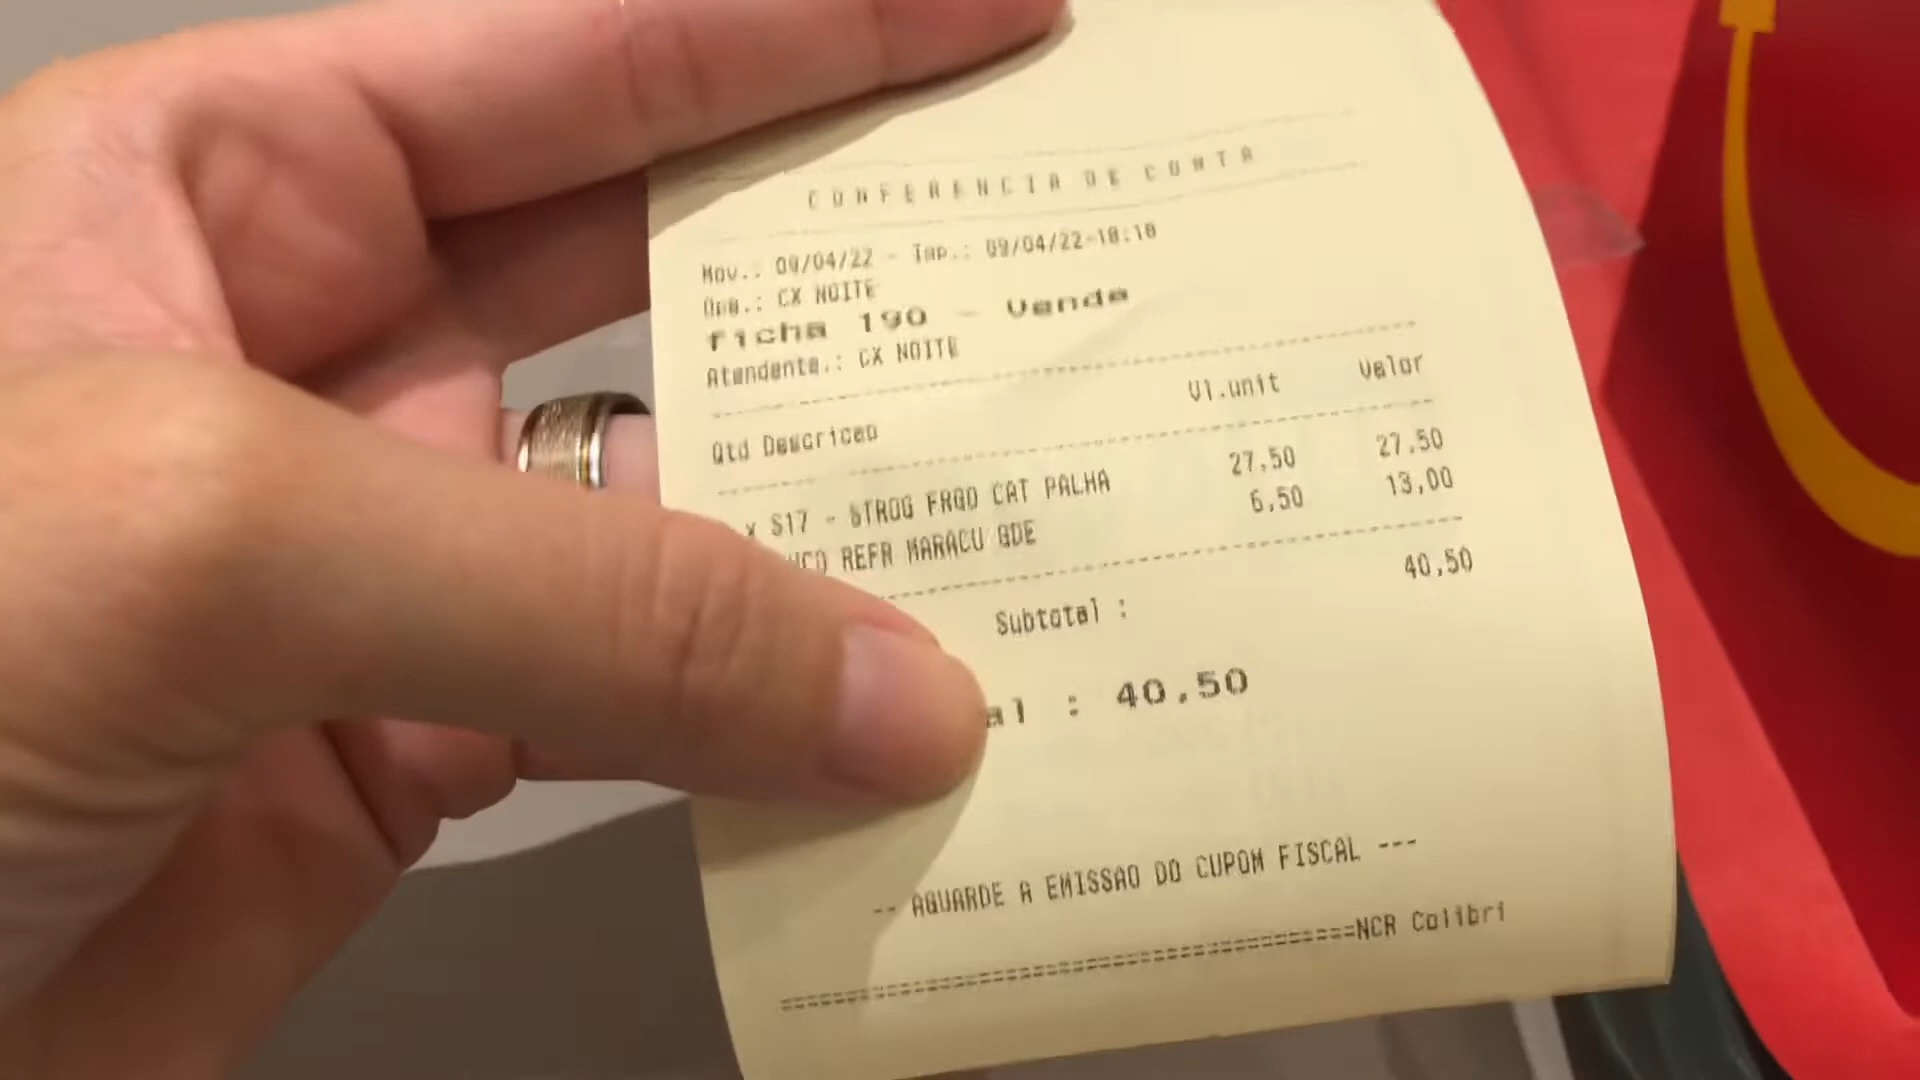 CONFERENCIA DE CONTA
Mov.: 09/04/22 - Imp.: 09/04/22-18:18
Ope.: CX NOITE
ficha 190 - Venda
Atendente.: CX NOITE
Qtd Descricao Vl.unit Valor
x S17 - STROG FRGO CAT PALHA 27,50 27,50
UCO REFR MARACU GDE 6,50 13,00
Subtotal : 40,50
al : 40,50
-- AGUARDE A EMISSAO DO CUPOM FISCAL ---
=NCR Colibri